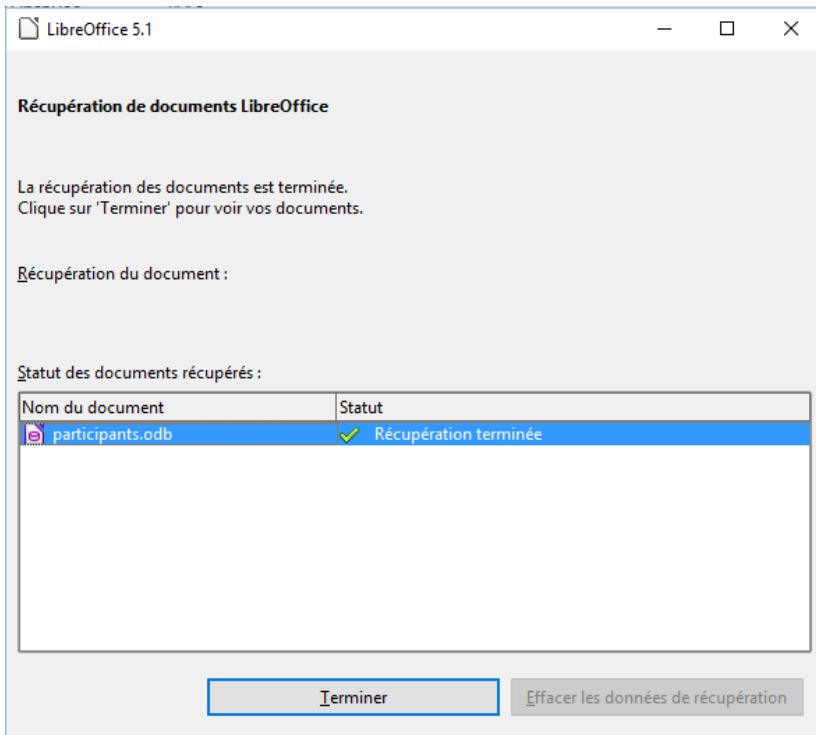 LibreOffice 5.1
Récupération de documents LibreOffice
La récupération des documents est terminée.
Clique sur 'Terminer' pour voir vos documents.
Récupération du document :
Statut des documents récupérés :
Nom du document Statut
participants.odb Récupération terminée
Terminer Effacer les données de récupération